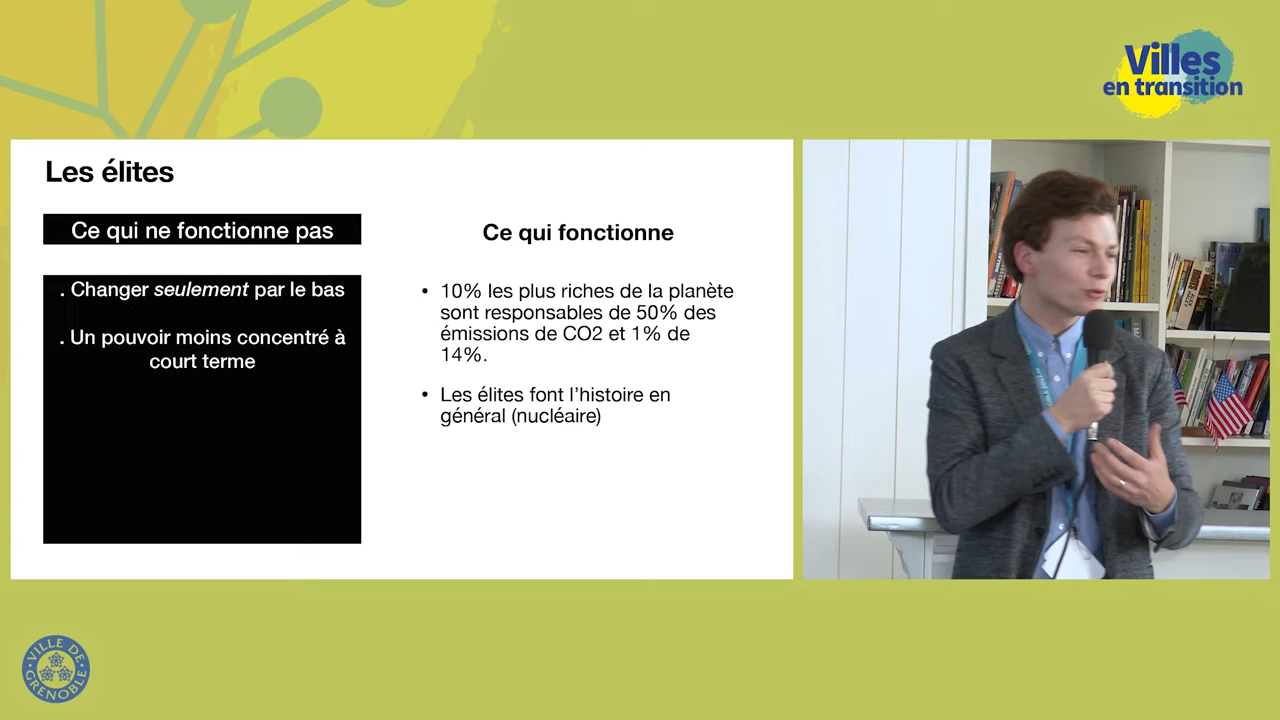 Villes
en transition
Les élites
Ce qui ne fonctionne pas
. Changer seulement par le bas
. Un pouvoir moins concentré à
court terme
Ce qui fonctionne
• 10% les plus riches de la planète
sont responsables de 50% des
émissions de CO2 et 1% de
14%.
• Les élites font l’histoire en
général (nucléaire)
VILLE DE
GRENOBLE